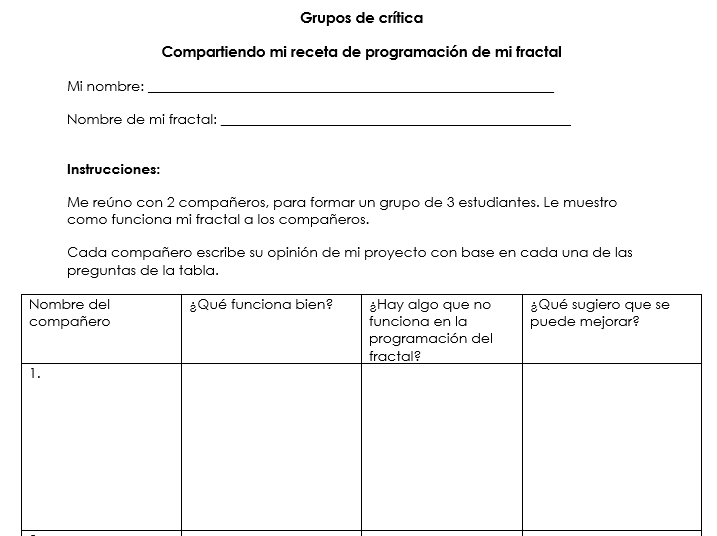 Grupos de crítica
Compartiendo mi receta de programación de mi fractal
Mi nombre: ___________________________________________________
Nombre de mi fractal: ____________________________________________
Instrucciones:
Me reúno con 2 compañeros, para formar un grupo de 3 estudiantes. Le muestro
como funciona mi fractal a los compañeros.
Cada compañero escribe su opinión de mi proyecto con base en cada una de las
preguntas de la tabla.
Nombre del
compañero
¿Qué funciona bien?
¿Hay algo que no
funciona en la
programación del
fractal?
¿Qué sugiero que se
puede mejorar?
1.